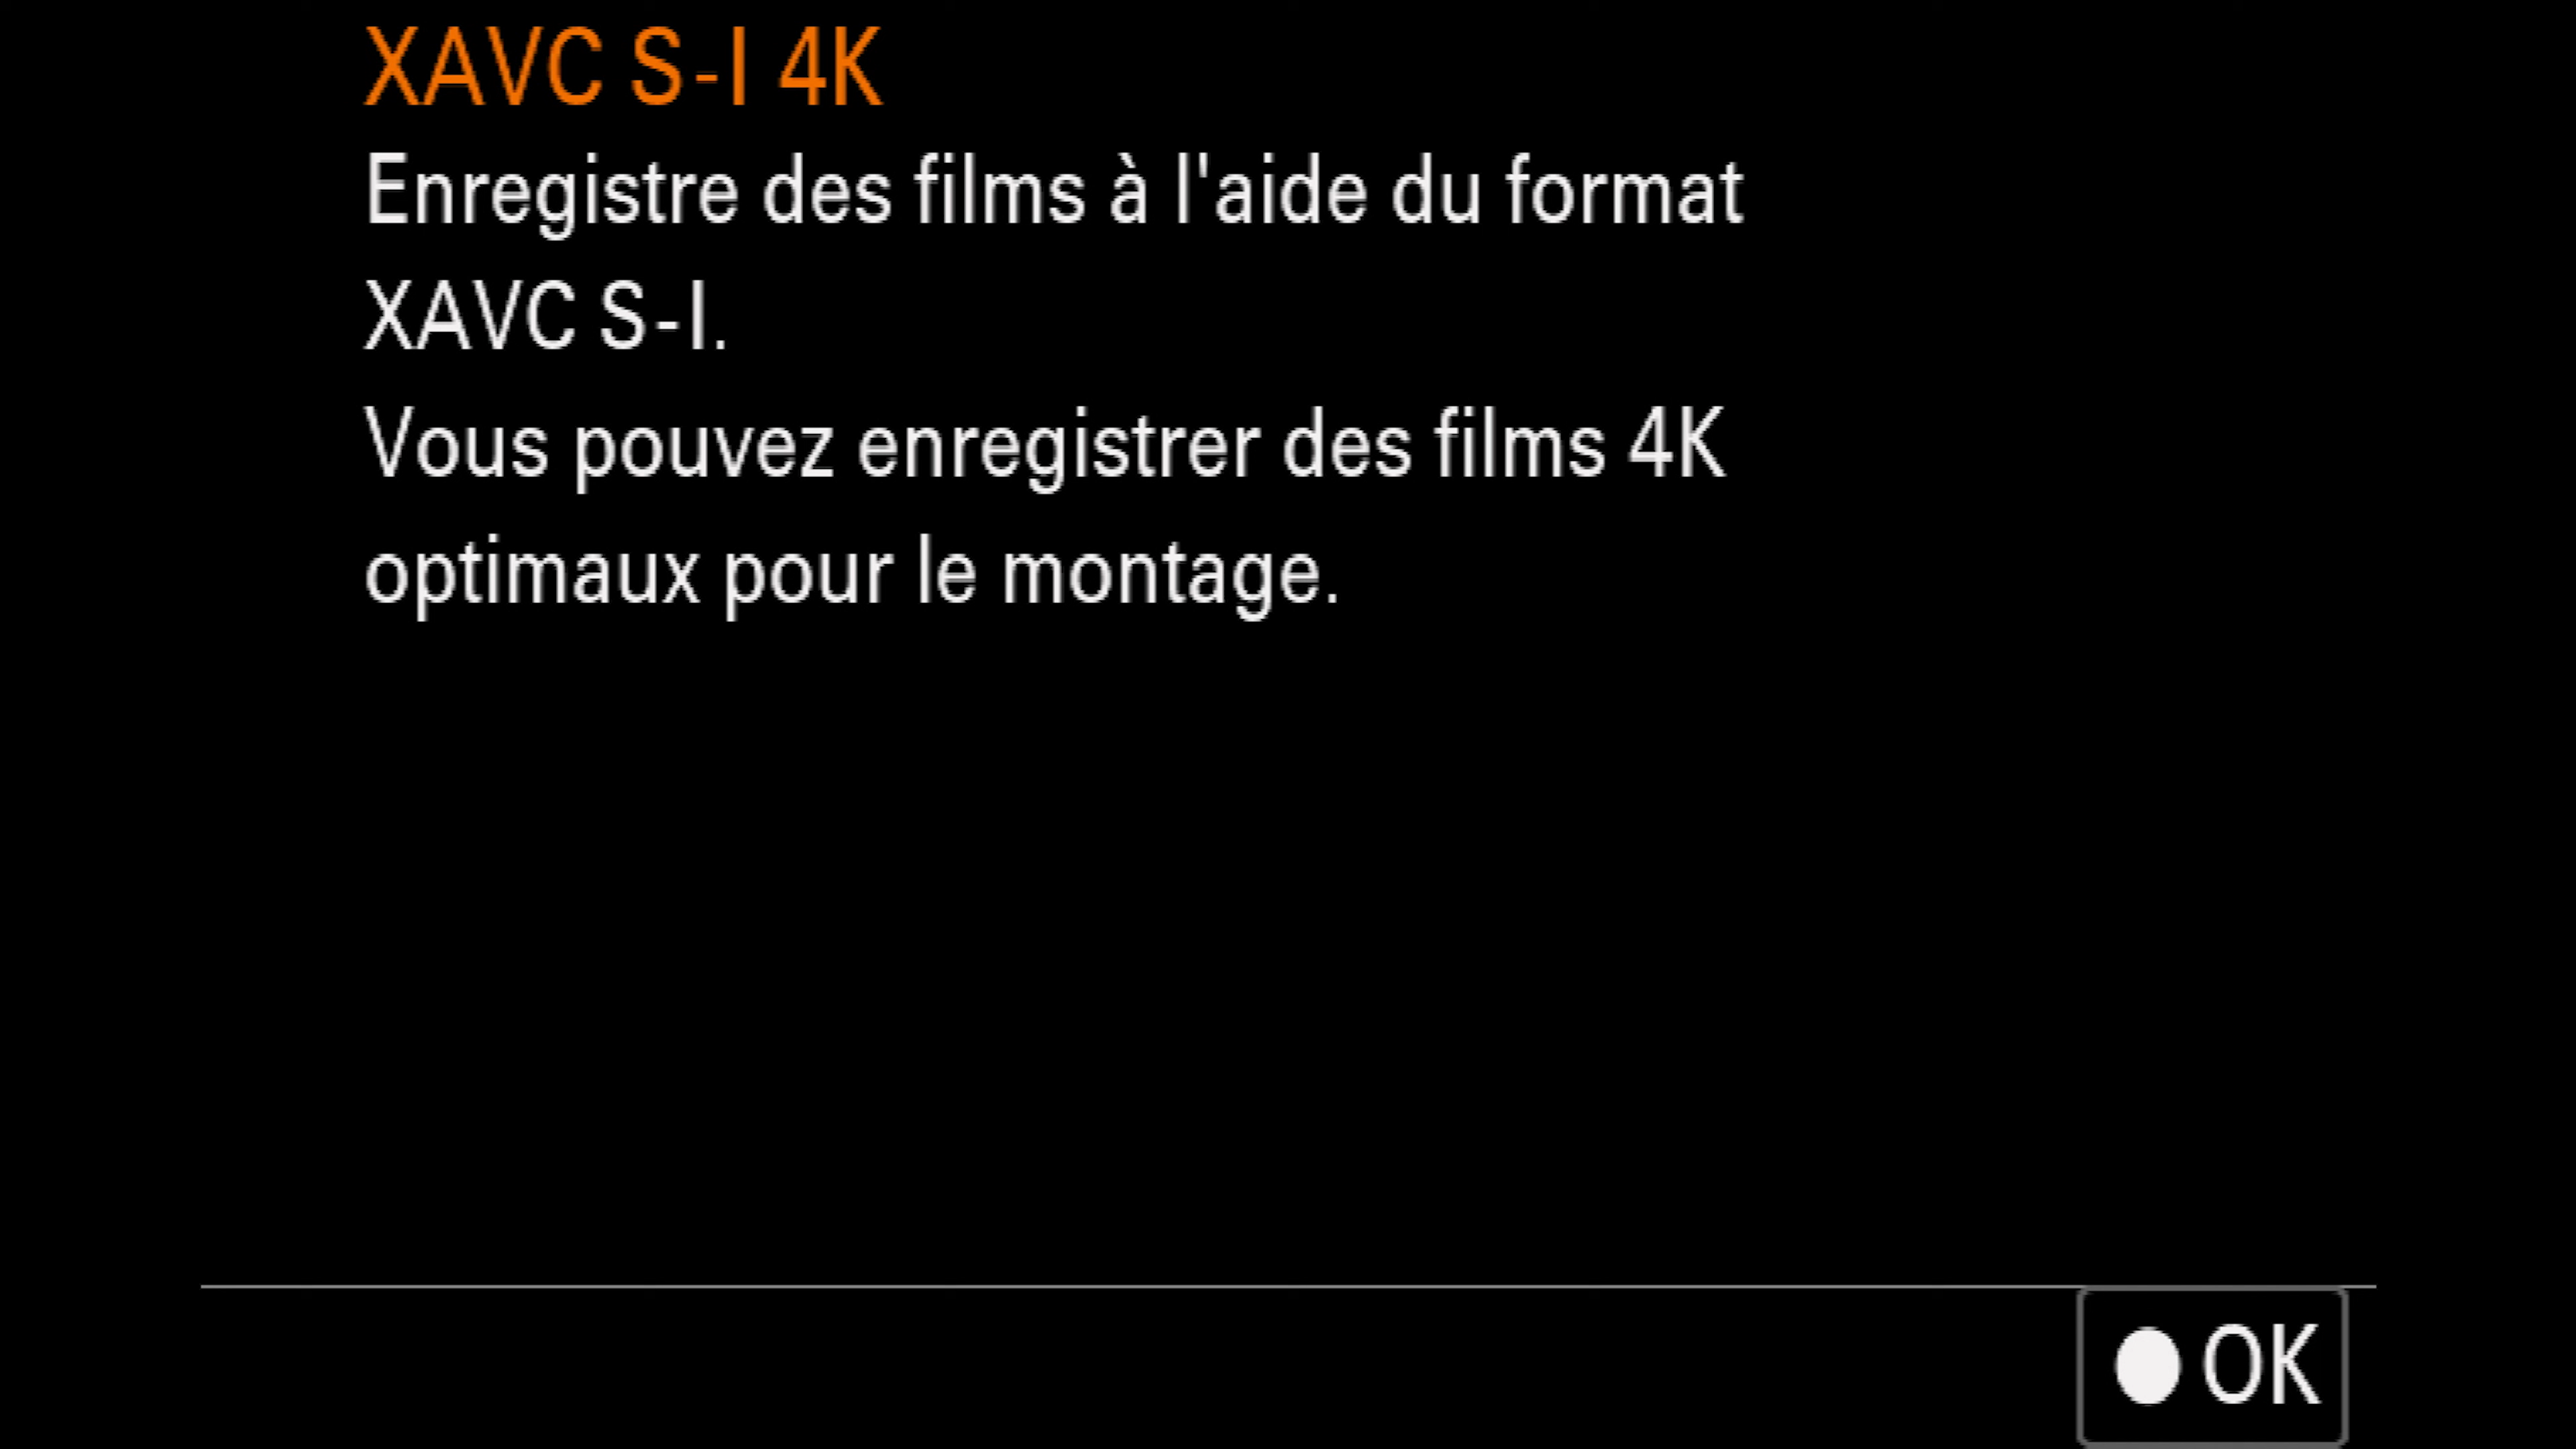 XAVC S-I 4K
Enregistre des films à l'aide du format
XAVC S-I.
Vous pouvez enregistrer des films 4K
optimaux pour le montage.
OK